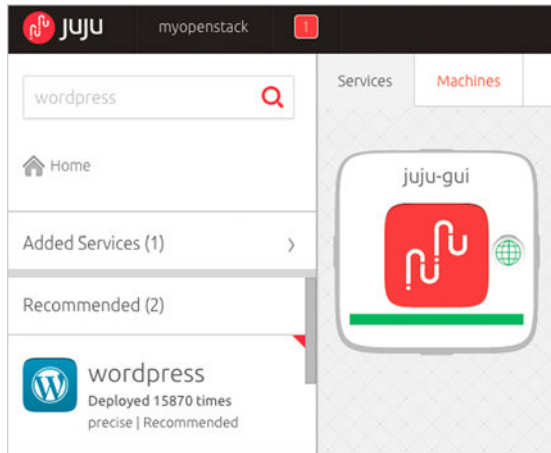 JUJU
myopenstack
1
wordpress
Home
Added Services (1)
Recommended (2)
wordpress
Deployed 15870 times
precise | Recommended
Services
Machines
juju-gui